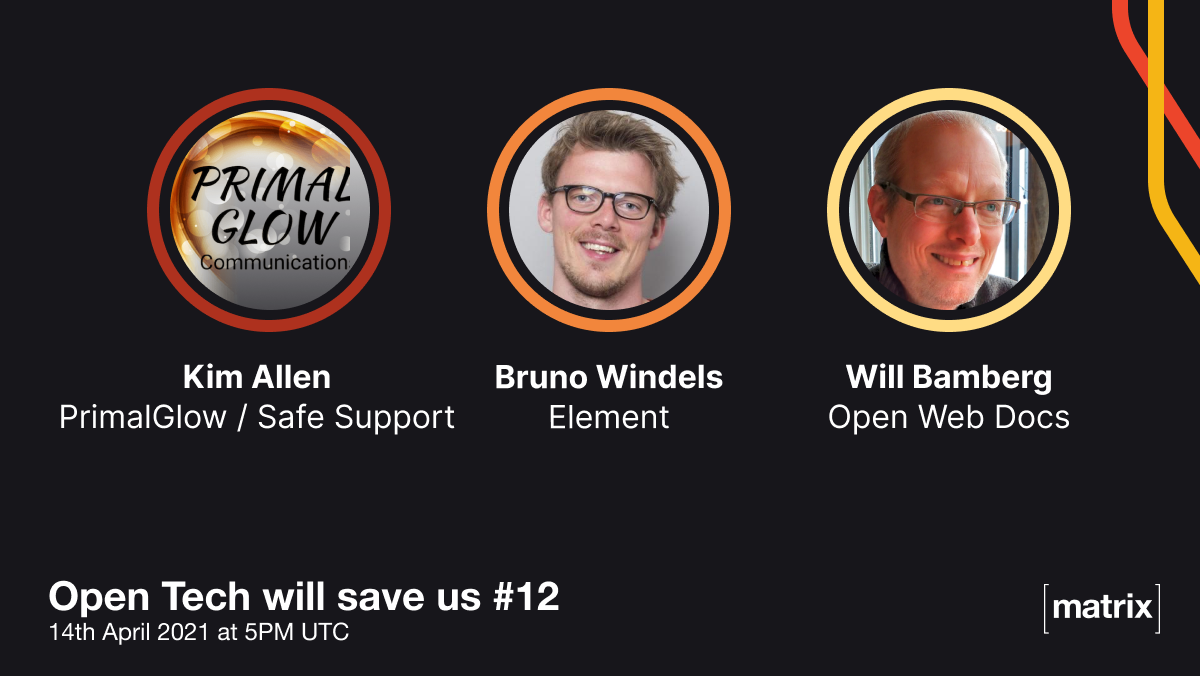 PRIMAL
GLOW
Communication
Kim Allen
PrimalGlow / Safe Support
Bruno Windels
Element
Will Bamberg
Open Web Docs
Open Tech will save us #12
14th April 2021 at 5PM UTC
[matrix]